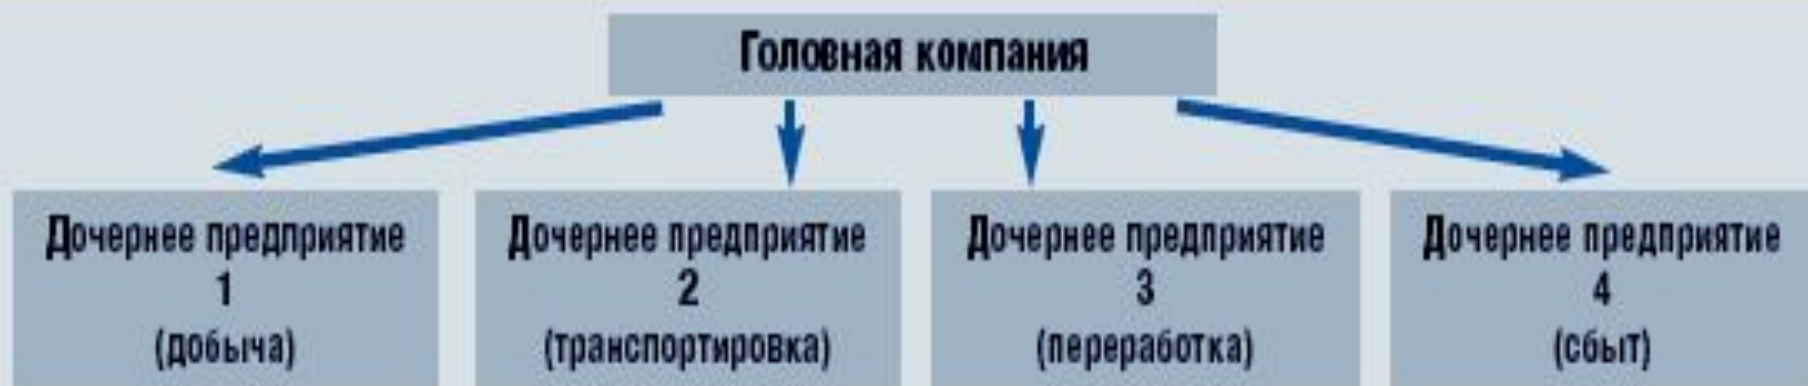 Головная компания
Дочернее предприятие
1
(добыча)
Дочернее предприятие
2
(транспортировка)
Дочернее предприятие
3
(переработка)
Дочернее предприятие
4
(сбыт)